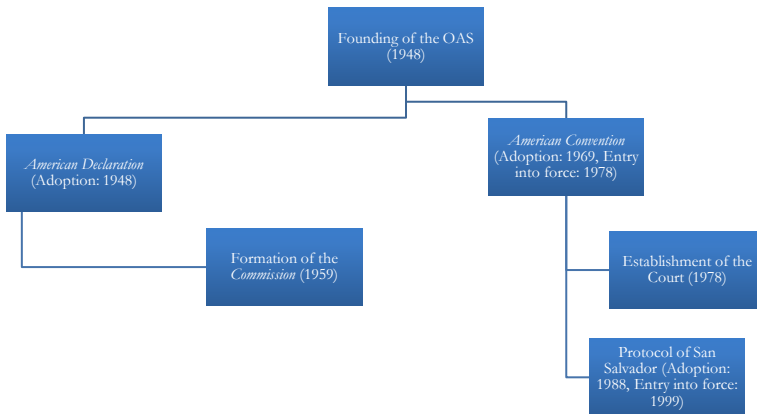 Founding of the OAS
(1948)
American Declaration
(Adoption: 1948)
American Convention
(Adoption: 1969, Entry
into force: 1978)
Formation of the
Commission (1959)
Establishment of the
Court (1978)
Protocol of San
Salvador (Adoption:
1988, Entry into force:
1999)